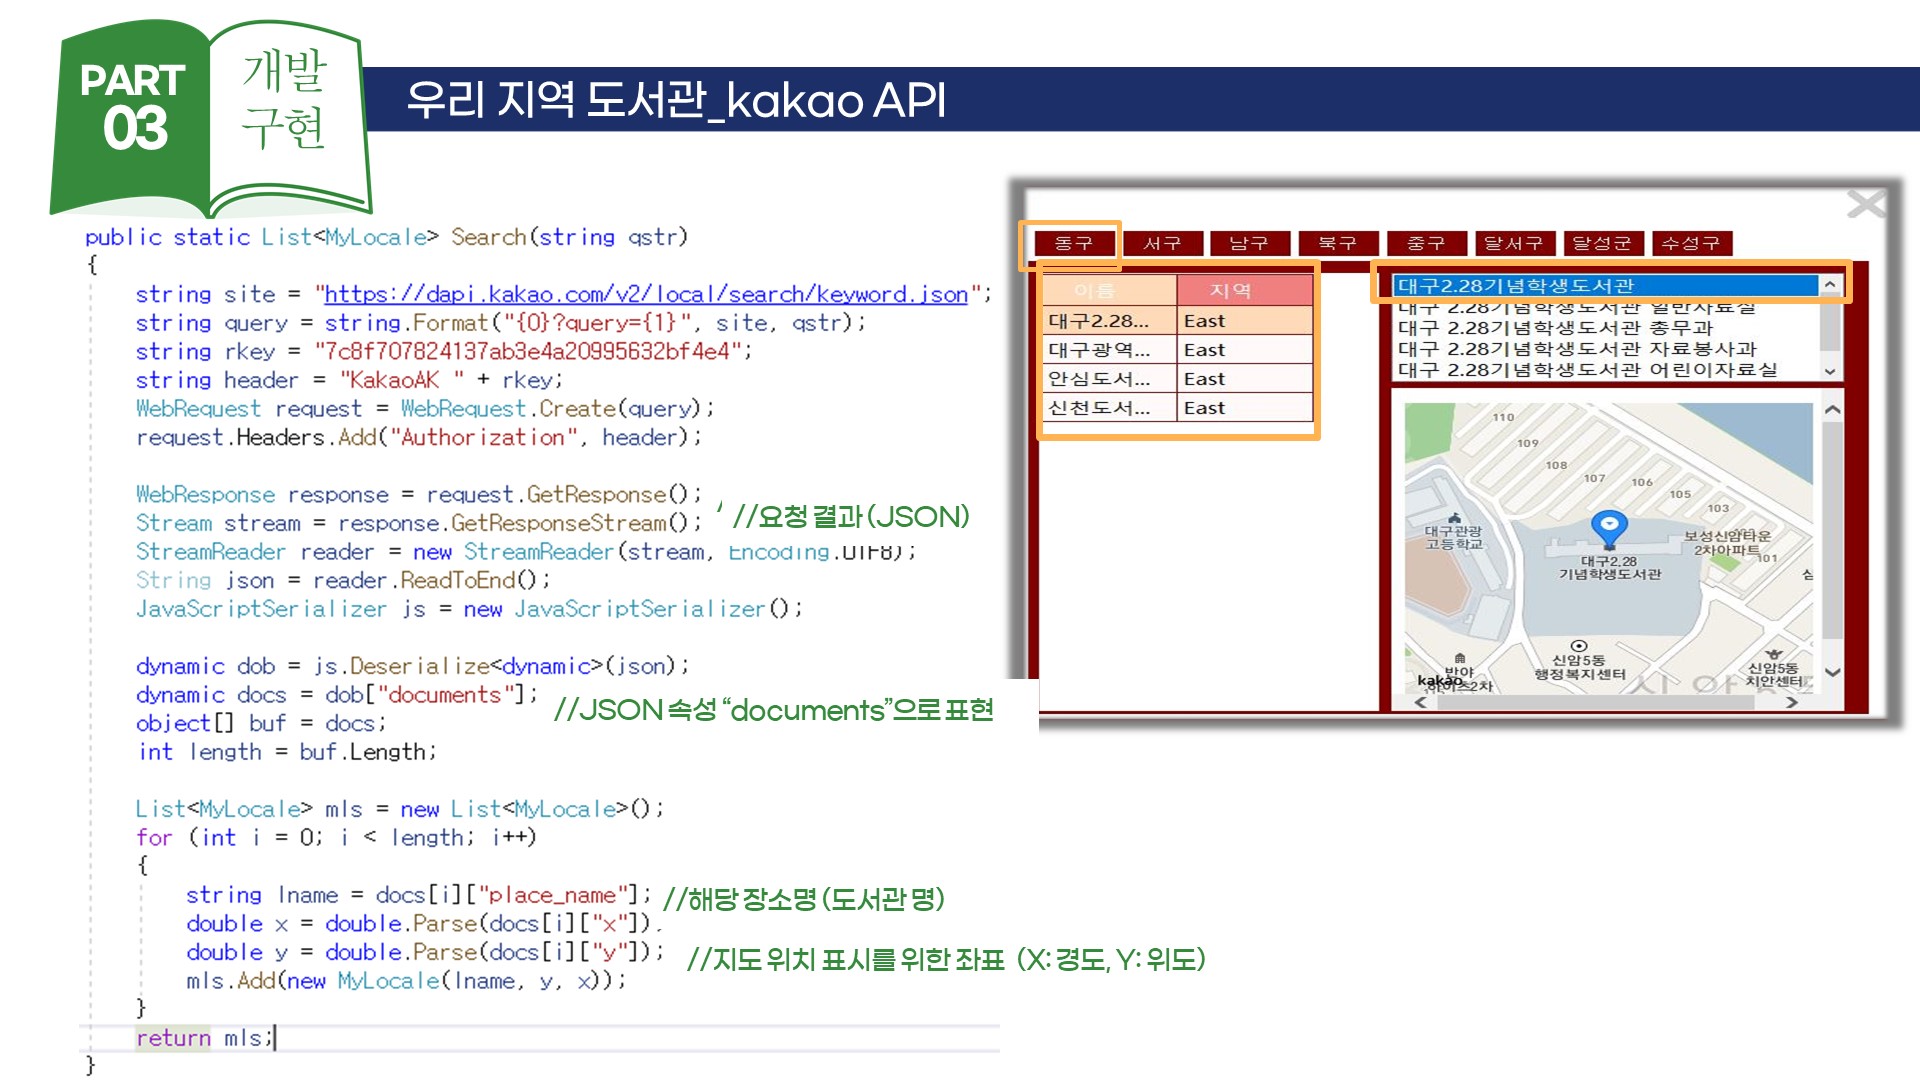 PART
03
개발
구현
우리 지역 도서관_kakao API
public static List<MyLocale> Search(string qstr)
{
string site = "https://dapi.kakao.com/v2/local/search/keyword.json";
string query = string.Format("{0}?query={1}", site, qstr);
string rkey = "7c8f707824137ab3e4a20995632bf4e4";
string header = "KakaoAK " + rkey;
WebRequest request = WebRequest.Create(query);
request.Headers.Add("Authorization", header);
WebResponse response = request.GetResponse();
Stream stream = response.GetResponseStream(); //요청 결과(JSON)
StreamReader reader = new StreamReader(stream, Encoding.UTF8);
String json = reader.ReadToEnd();
JavaScriptSerializer js = new JavaScriptSerializer();
dynamic dob = js.Deserialize<dynamic>(json);
dynamic docs = dob["documents"]; //JSON 속성 “documents”으로 표현
object[] buf = docs;
int length = buf.Length;
List<MyLocale> mls = new List<MyLocale>();
for (int i = 0; i < length; i++)
{
string lname = docs[i]["place_name"]; //해당 장소명(도서관 명)
double x = double.Parse(docs[i]["x"])
double y = double.Parse(docs[i]["y"]); //지도 위치 표시를 위한 좌표 (X: 경도, Y: 위도)
mls.Add(new MyLocale(lname, y, x));
}
return mls;
}
동구 서구 남구 북구 중구 달서구 달성군 수성구
이름 지역
대구2.28... East
대구광역... East
안심도서... East
신천도서... East
대구2.28기념학생도서관
대구 2.28기념학생도서관 일반자료실
대구 2.28기념학생도서관 총무과
대구 2.28기념학생도서관 자료봉사과
대구 2.28기념학생도서관 어린이자료실
110
109
108
107
106
105
103
101
대구관광
고등학교
보성신암타운
2차아파트
대구2.28
기념학생도서관
신암5동
행정복지센터
신암5동
치안센터
반야
kakao